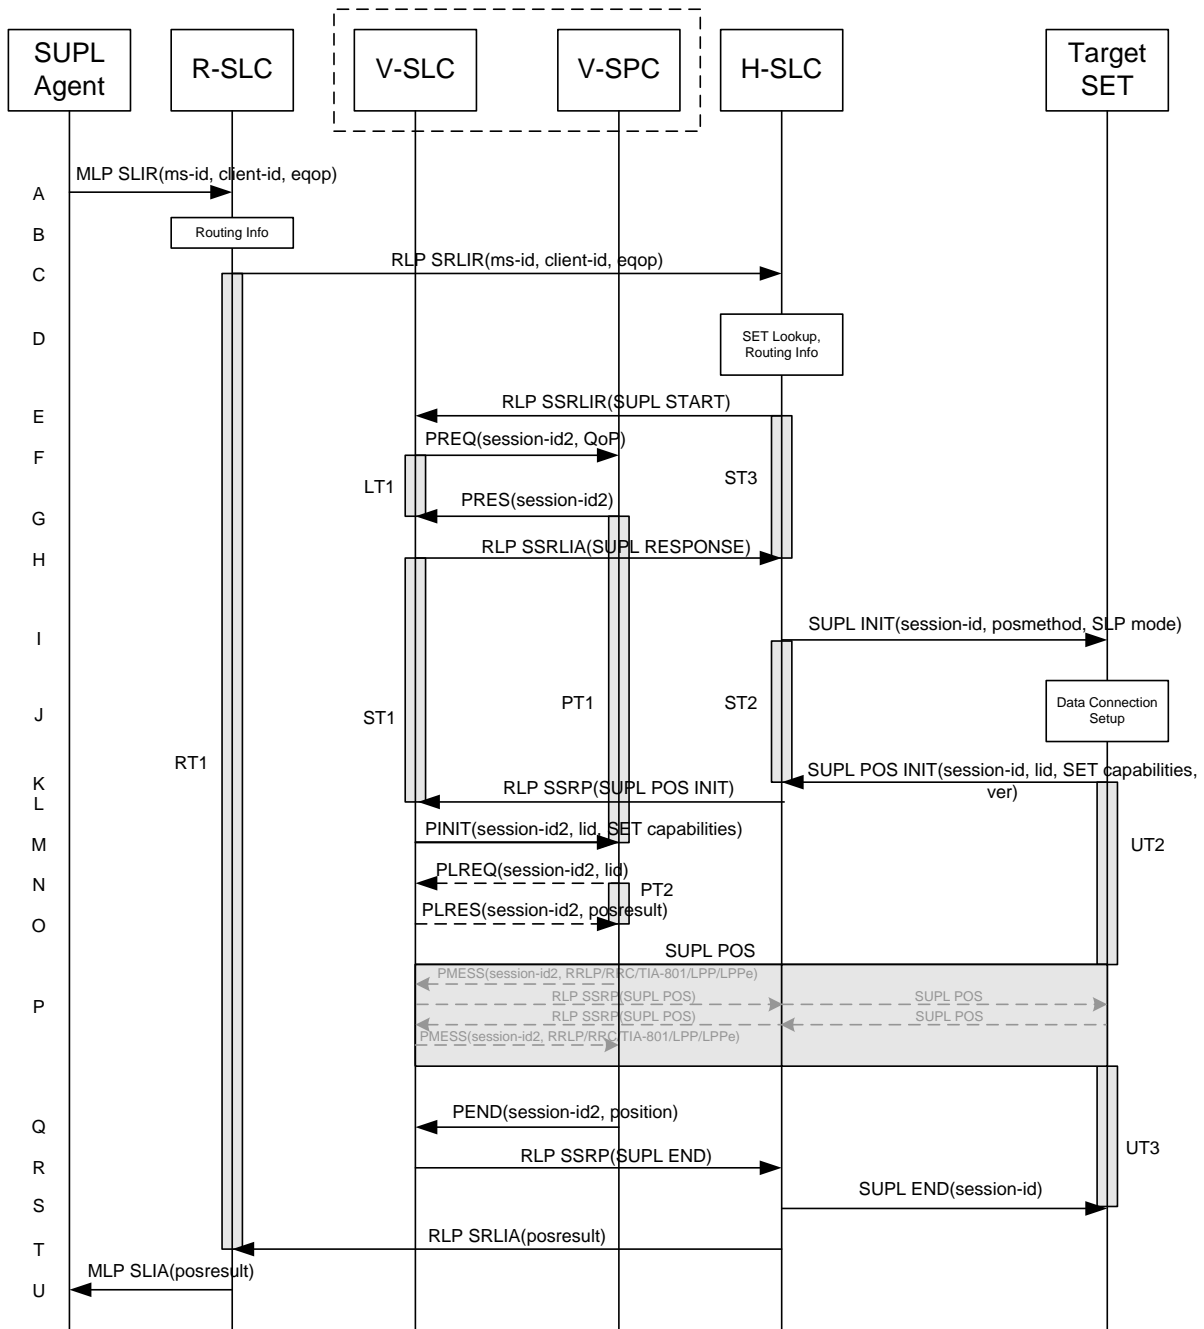 SUPL
Agent
R-SLC
V-SLC
V-SPC
H-SLC
Target
SET
A
MLP SLIR(ms-id, client-id, eqop)
B
Routing Info
C
RLP SRLIR(ms-id, client-id, eqop)
D
SET Lookup,
Routing Info
E
RLP SSRLIR(SUPL START)
F
PREQ(session-id2, QoP)
LT1
ST3
G
PRES(session-id2)
H
RLP SSRLIA(SUPL RESPONSE)
I
SUPL INIT(session-id, posmethod, SLP mode)
J
ST1
PT1
ST2
Data Connection
Setup
RT1
K
SUPL POS INIT(session-id, lid, SET capabilities,
ver)
L
RLP SSRP(SUPL POS INIT)
M
PINIT(session-id2, lid, SET capabilities)
UT2
N
PLREQ(session-id2, lid)
PT2
O
PLRES(session-id2, posresult)
SUPL POS
P
PMESS(session-id2, RRLP/RRC/TIA-801/LPP/LPPe)
RLP SSRP(SUPL POS)
SUPL POS
RLP SSRP(SUPL POS)
SUPL POS
PMESS(session-id2, RRLP/RRC/TIA-801/LPP/LPPe)
Q
PEND(session-id2, position)
UT3
R
RLP SSRP(SUPL END)
S
SUPL END(session-id)
T
RLP SRLIA(posresult)
U
MLP SLIA(posresult)